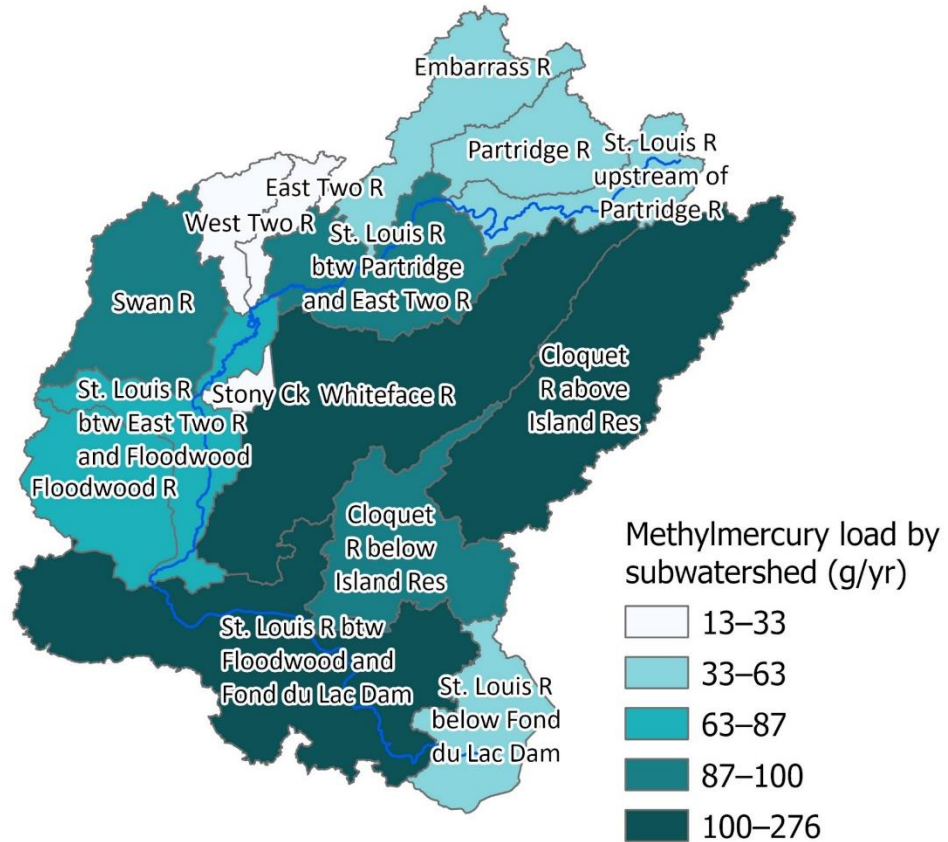 Embarrass R
Partridge R
St. Louis R
upstream of
Partridge R
East Two R
West Two R
St. Louis R
btw Partridge
and East Two R
Swan R
Cloquet
R above
Island Res
St. Louis R
btw East Two R
and Floodwood
Stony Ck
Whiteface R
Floodwood R
Cloquet
R below
Island Res
St. Louis R btw
Floodwood and
Fond du Lac Dam
St. Louis R
below Fond
du Lac Dam
Methylmercury load by
subwatershed (g/yr)
13–33
33–63
63–87
87–100
100–276